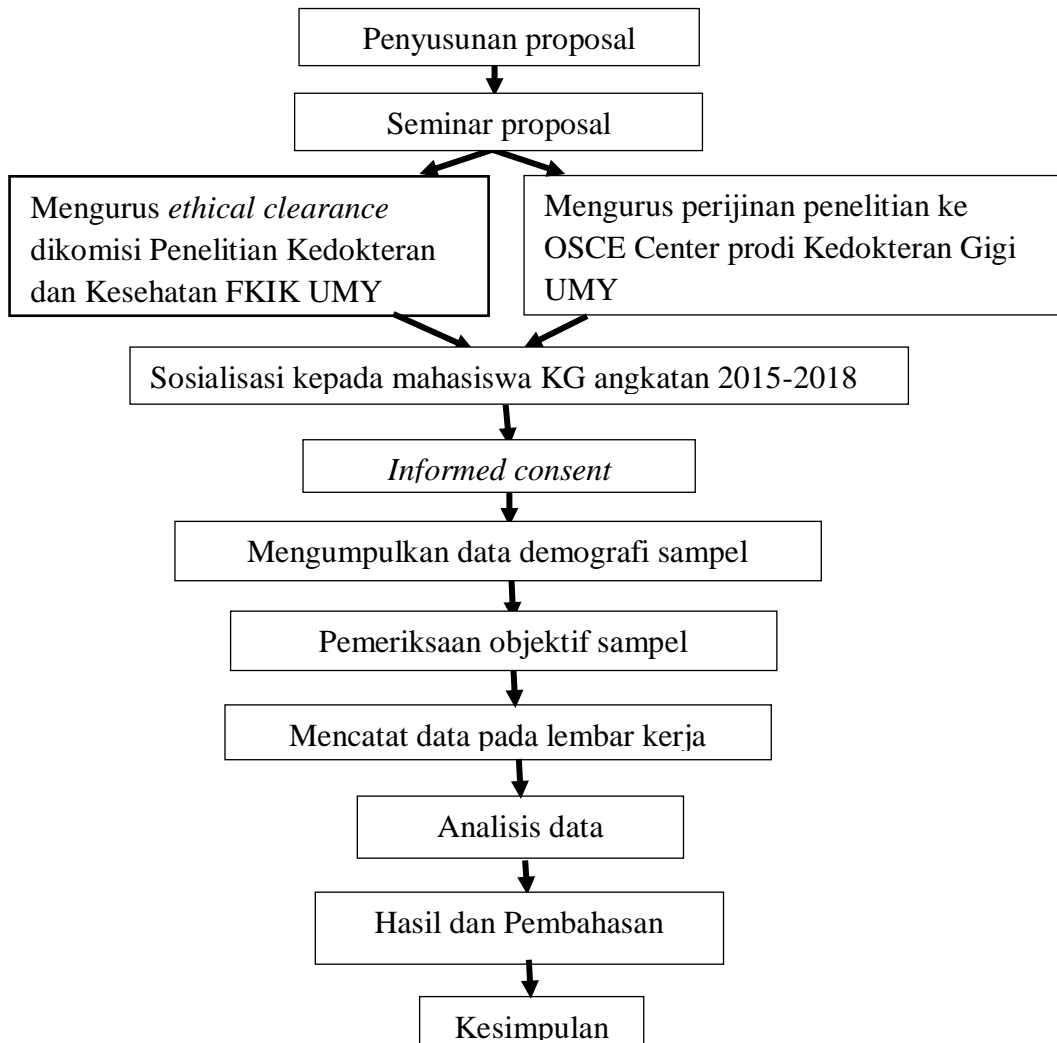 Penyusunan proposal
Seminar proposal
Mengurus ethical clearance
dikomisi Penelitian Kedokteran
dan Kesehatan FKIK UMY
Mengurus perijinan penelitian ke
OSCE Center prodi Kedokteran Gigi
UMY
Sosialisasi kepada mahasiswa KG angkatan 2015-2018
Informed consent
Mengumpulkan data demografi sampel
Pemeriksaan objektif sampel
Mencatat data pada lembar kerja
Analisis data
Hasil dan Pembahasan
Kesimpulan